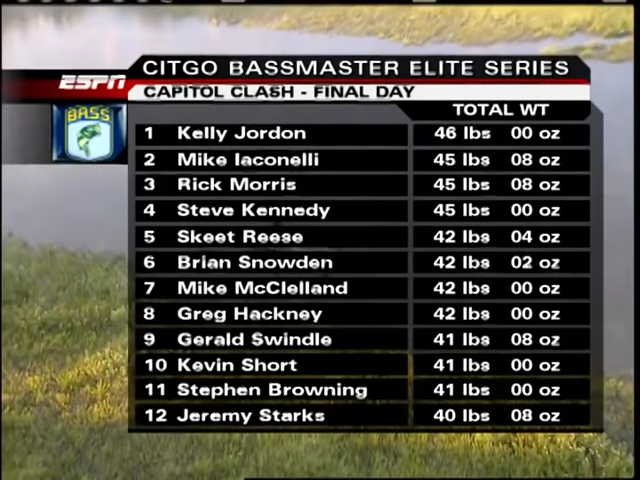 CITGO BASSMASTER ELITE SERIES
ESPN
CAPITOL CLASH - FINAL DAY
BASS
TOTAL WT
1 Kelly Jordon 46 lbs 00 oz
2 Mike Iaconelli 45 lbs 08 oz
3 Rick Morris 45 lbs 08 oz
4 Steve Kennedy 45 lbs 00 oz
5 Skeet Reese 42 lbs 04 oz
6 Brian Snowden 42 lbs 02 oz
7 Mike McClelland 42 lbs 00 oz
8 Greg Hackney 42 lbs 00 oz
9 Gerald Swindle 41 lbs 08 oz
10 Kevin Short 41 lbs 00 oz
11 Stephen Browning 41 lbs 00 oz
12 Jeremy Starks 40 lbs 08 oz